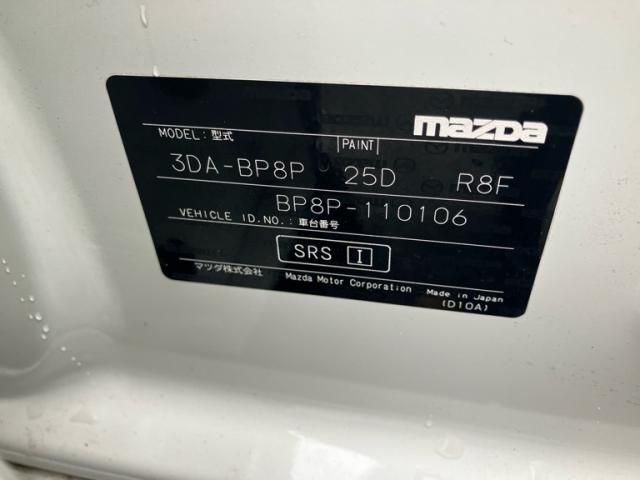 mazda
MODEL: 型式 PAINT
3DA-BP8P 25D R8F
BP8P-110106
VEHICLE ID.NO.: 車台番号
SRS I
マツダ株式会社 Mazda Motor Corporation Made in Japan
(D10A)